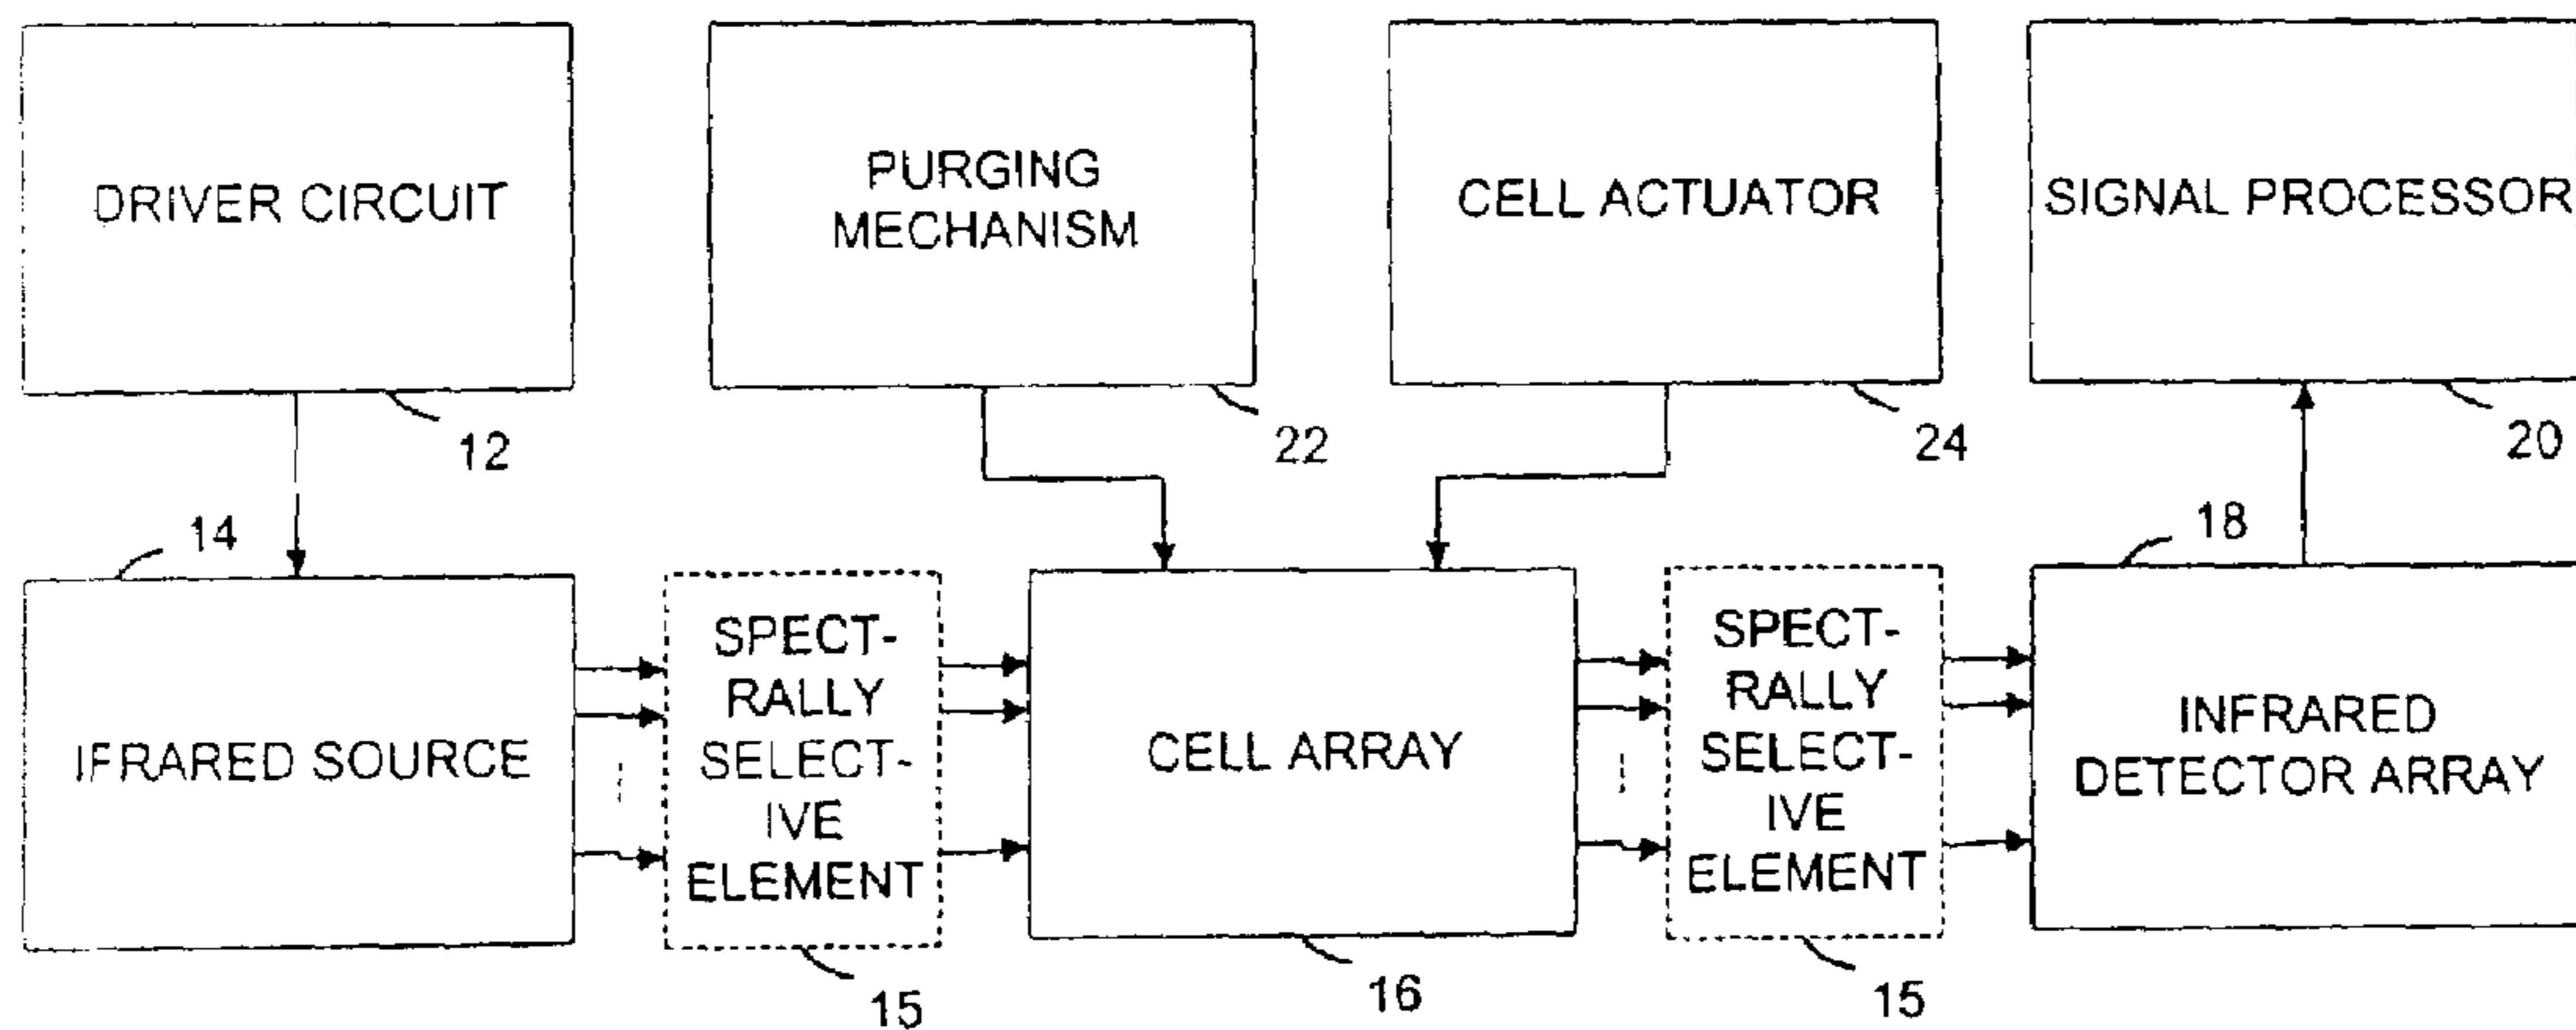 DRIVER CIRCUIT
PURGING
MECHANISM
CELL ACTUATOR
SIGNAL PROCESSOR
12
22
24
20
14
18
IFRARED SOURCE
SPECT-
RALLY
SELECT-
IVE
ELEMENT
CELL ARRAY
SPECT-
RALLY
SELECT-
IVE
ELEMENT
INFRARED
DETECTOR ARRAY
15
16
15